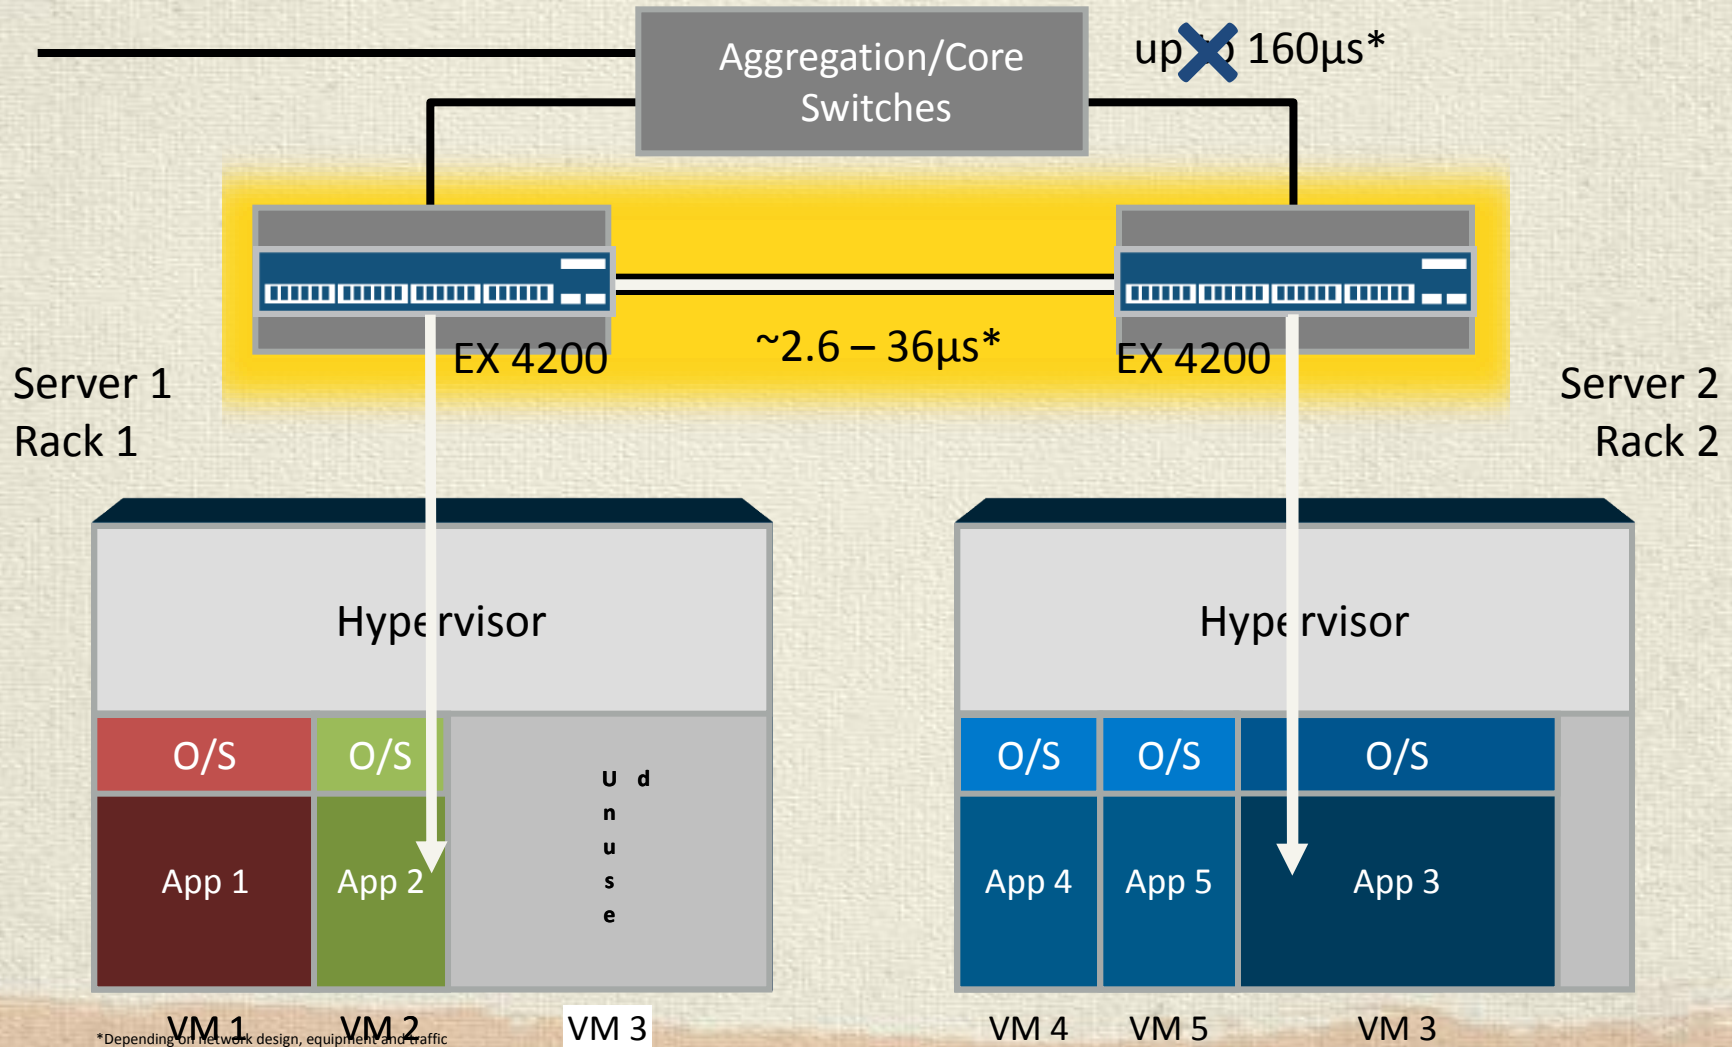 Aggregation/Core
Switches
up to 160µs*
EX 4200
~2.6 – 36µs*
EX 4200
Server 1
Rack 1
Server 2
Rack 2
Hypervisor
Hypervisor
O/S
O/S
U d
n
u
s
e
O/S
O/S
O/S
App 1
App 2
App 4
App 5
App 3
VM 1
VM 2
VM 3
VM 4
VM 5
VM 3
*Depending on network design, equipment and traffic